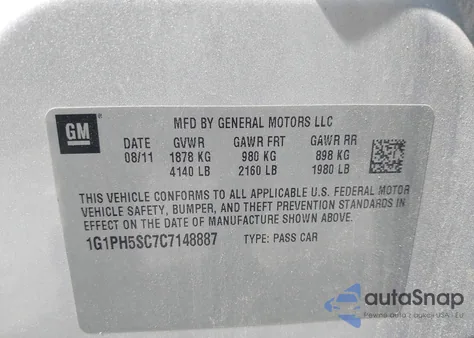 GM
MFD BY GENERAL MOTORS LLC
DATE GVWR GAWR FRT GAWR RR
08/11 1878 KG 980 KG 898 KG
4140 LB 2160 LB 1980 LB
THIS VEHICLE CONFORMS TO ALL APPLICABLE U.S. FEDERAL MOTOR
VEHICLE SAFETY, BUMPER, AND THEFT PREVENTION STANDARDS IN
EFFECT ON THE DATE OF MANUFACTURE SHOWN ABOVE.
1G1PH5SC7C7148887 TYPE: PASS CAR
autoSnap